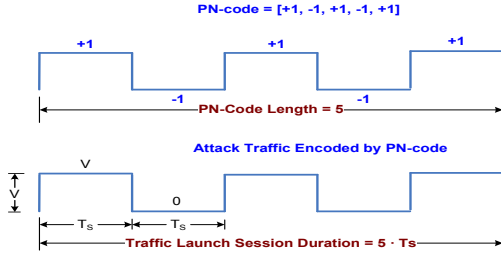 PN-code = [+1, -1, +1, -1, +1]
+1 +1 +1
-1 -1
PN-Code Length = 5
Attack Traffic Encoded by PN-code
V
V 0
Ts Ts
Traffic Launch Session Duration = 5 · Ts